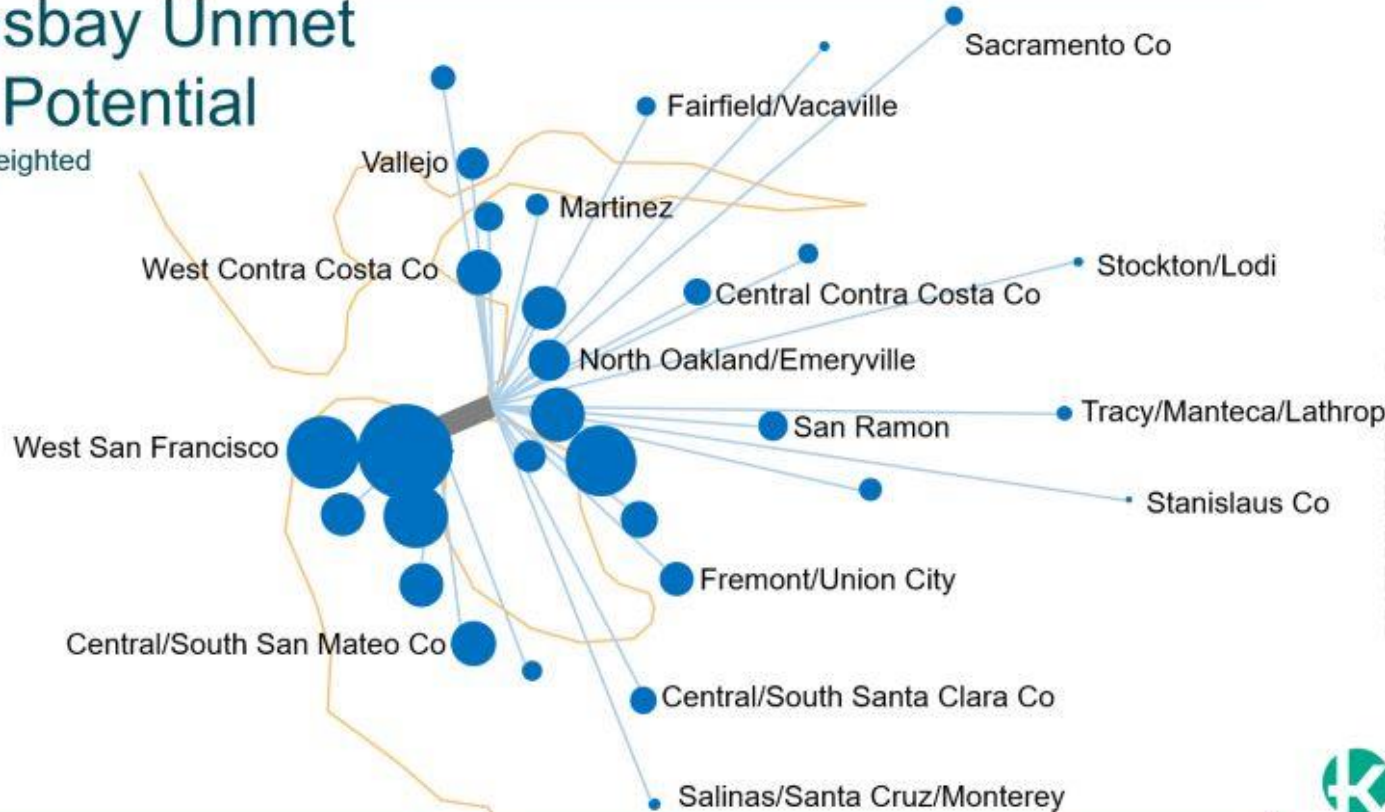 sbay Unmet
Potential
eighted
Sacramento Co
Fairfield/Vacaville
Vallejo
Martinez
West Contra Costa Co
Stockton/Lodi
Central Contra Costa Co
North Oakland/Emeryville
Tracy/Manteca/Lathrop
San Ramon
West San Francisco
Stanislaus Co
Fremont/Union City
Central/South San Mateo Co
Central/South Santa Clara Co
Salinas/Santa Cruz/Monterey